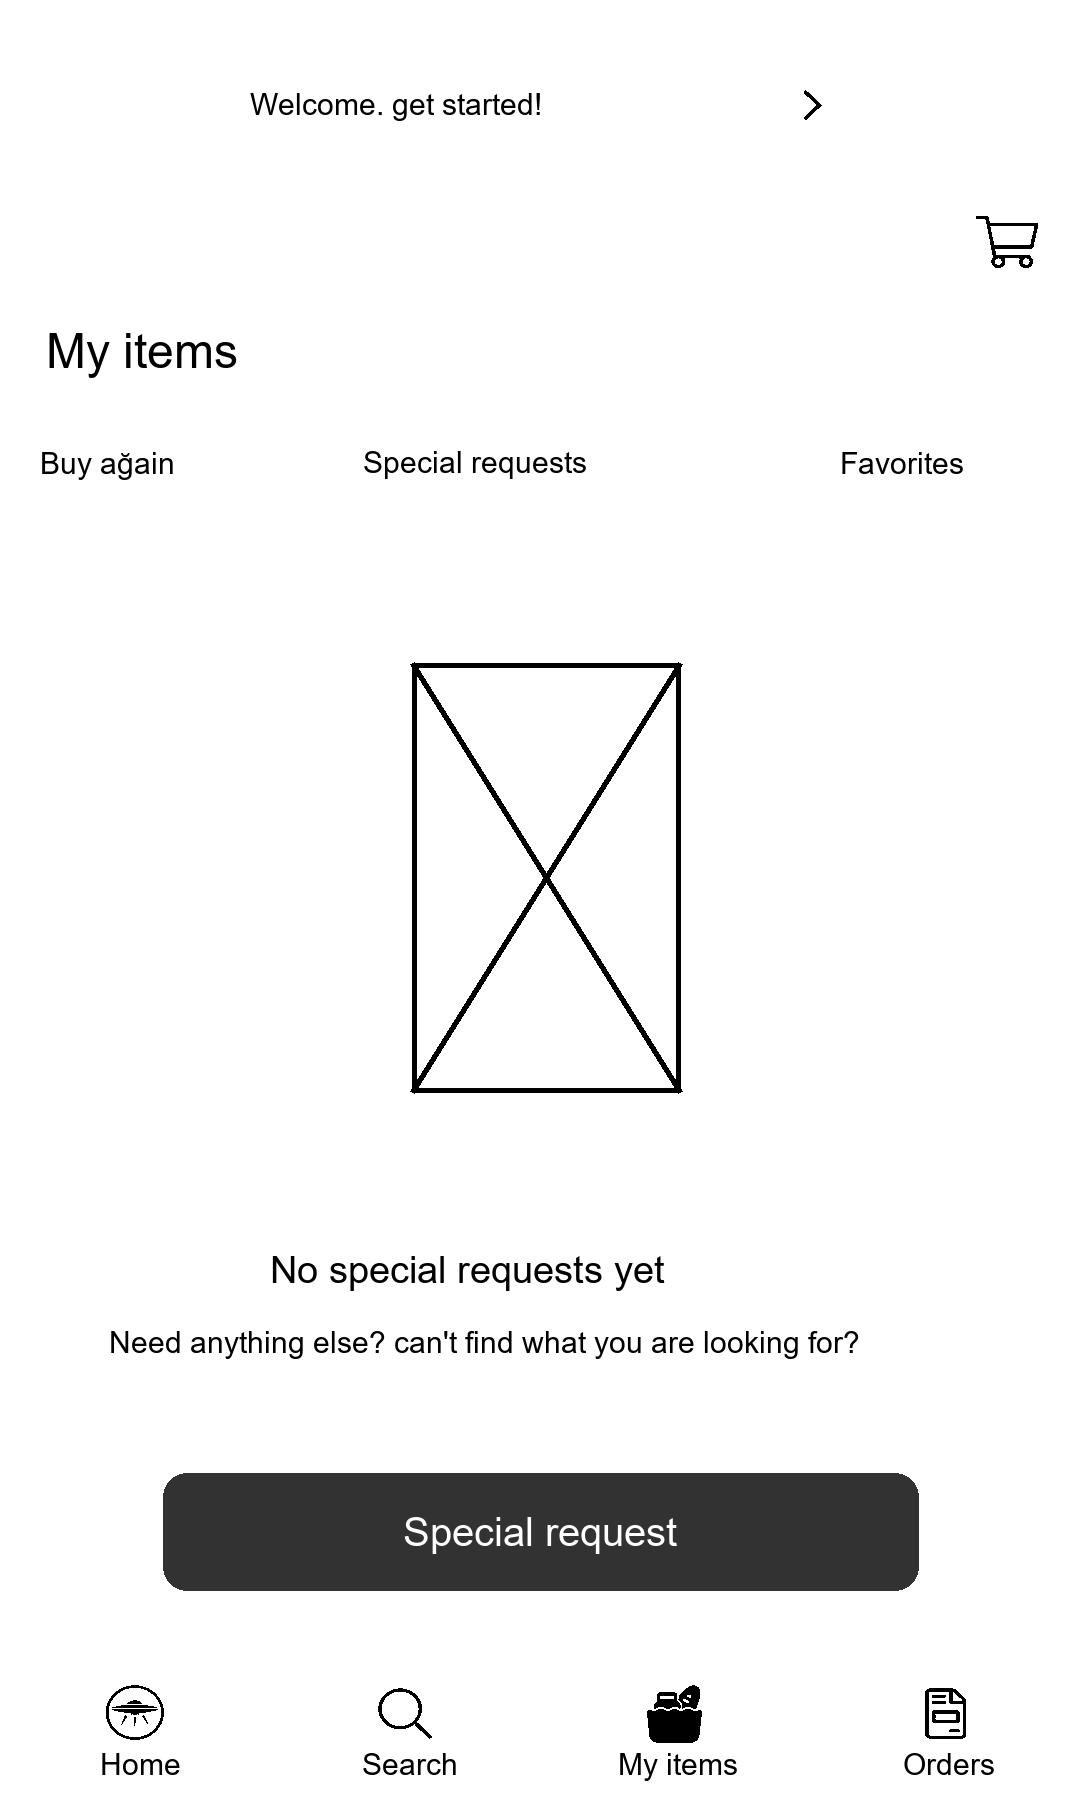 Welcome. get started!
My items
Buy ağain
Special requests
Favorites
No special requests yet
Need anything else? can't find what you are looking for?
Special request
Home
Search
My items
Orders